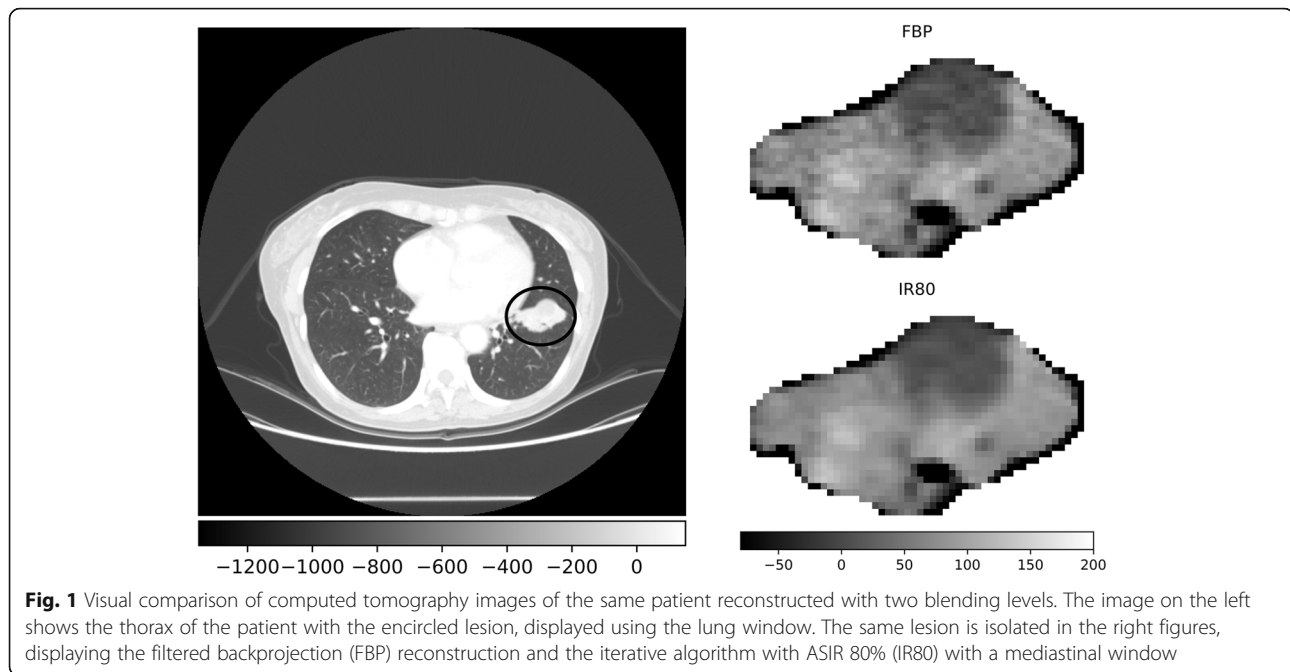 FBP
IR80
−1200 −1000 −800 −600 −400 −200 0
−50 0 50 100 150 200
Fig. 1 Visual comparison of computed tomography images of the same patient reconstructed with two blending levels. The image on the left
shows the thorax of the patient with the encircled lesion, displayed using the lung window. The same lesion is isolated in the right figures,
displaying the filtered backprojection (FBP) reconstruction and the iterative algorithm with ASIR 80% (IR80) with a mediastinal window